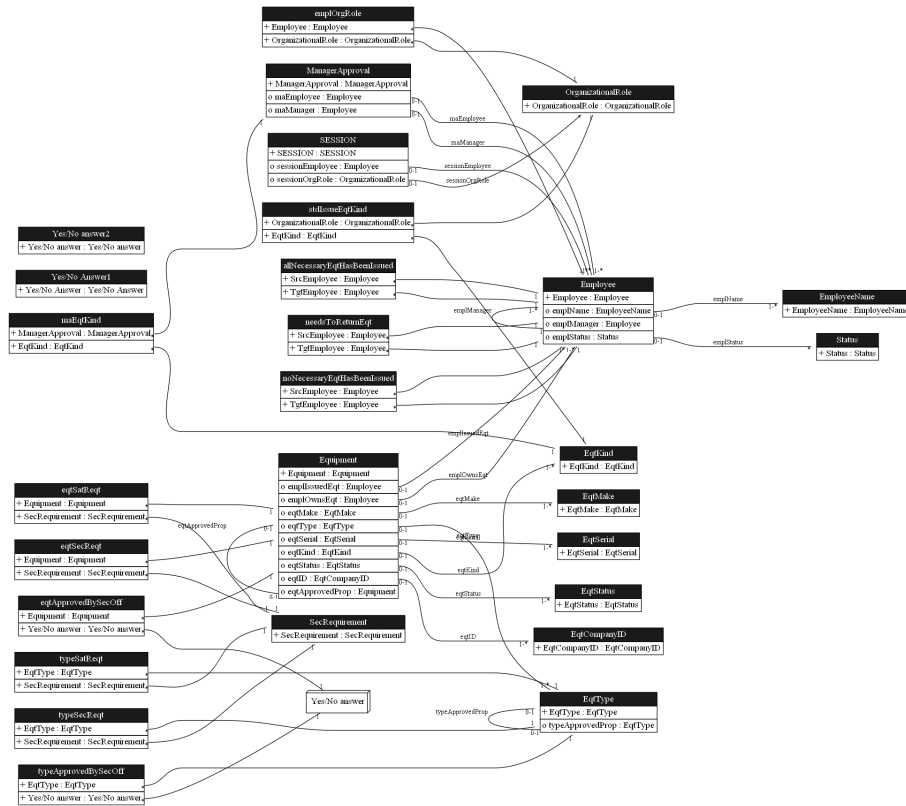 emplOrgRole
+ Employee : Employee
+ OrganizationalRole : OrganizationalRole
ManagerApproval
+ ManagerApproval : ManagerApproval
o maEmployee : Employee
o maManager : Employee
OrganizationalRole
+ OrganizationalRole : OrganizationalRole
SESSION
+ SESSION : SESSION
o sessionEmployee : Employee
o sessionOrgRole : OrganizationalRole
maEmployee
maManager
sessionEmployee
sessionOrgRole
stdIssueEqtKind
+ OrganizationalRole : OrganizationalRole
+ EqtKind : EqtKind
Yes/No answer2
+ Yes/No answer : Yes/No answer
Yes/No Answer1
+ Yes/No Answer : Yes/No Answer
maEqtKind
+ ManagerApproval : ManagerApproval
+ EqtKind : EqtKind
allNecessaryEqtHasBeenIssued
+ SrcEmployee : Employee
+ TgtEmployee : Employee
needsToReturnEqt
+ SrcEmployee : Employee
+ TgtEmployee : Employee
noNecessaryEqtHasBeenIssued
+ SrcEmployee : Employee
+ TgtEmployee : Employee
Employee
+ Employee : Employee
o emplName : EmployeeName
o emplManager : Employee
o emplStatus : Status
emplManager
emplName
emplStatus
EmployeeName
+ EmployeeName : EmployeeName
Status
+ Status : Status
emplIssuedEqt
emplOwnsEqt
Equipment
+ Equipment : Equipment
o emplIssuedEqt : Employee
o emplOwnsEqt : Employee
o eqtMake : EqtMake
o eqtType : EqtType
o eqtSerial : EqtSerial
o eqtKind : EqtKind
o eqtStatus : EqtStatus
o eqtID : EqtCompanyID
o eqtApprovedProp : Equipment
eqtMake
eqtKind
eqtStatus
eqtID
eqtApprovedProp
EqtKind
+ EqtKind : EqtKind
EqtMake
+ EqtMake : EqtMake
EqtSerial
+ EqtSerial : EqtSerial
EqtStatus
+ EqtStatus : EqtStatus
EqtCompanyID
+ EqtCompanyID : EqtCompanyID
eqtSatReqt
+ Equipment : Equipment
+ SecRequirement : SecRequirement
eqtSecReqt
+ Equipment : Equipment
+ SecRequirement : SecRequirement
eqtApprovedBySecOff
+ Equipment : Equipment
+ Yes/No answer : Yes/No answer
SecRequirement
+ SecRequirement : SecRequirement
typeSatReqt
+ EqtType : EqtType
+ SecRequirement : SecRequirement
typeSecReqt
+ EqtType : EqtType
+ SecRequirement : SecRequirement
typeApprovedBySecOff
+ EqtType : EqtType
+ Yes/No answer : Yes/No answer
Yes/No answer
typeApprovedProp
EqtType
+ EqtType : EqtType
o typeApprovedProp : EqtType